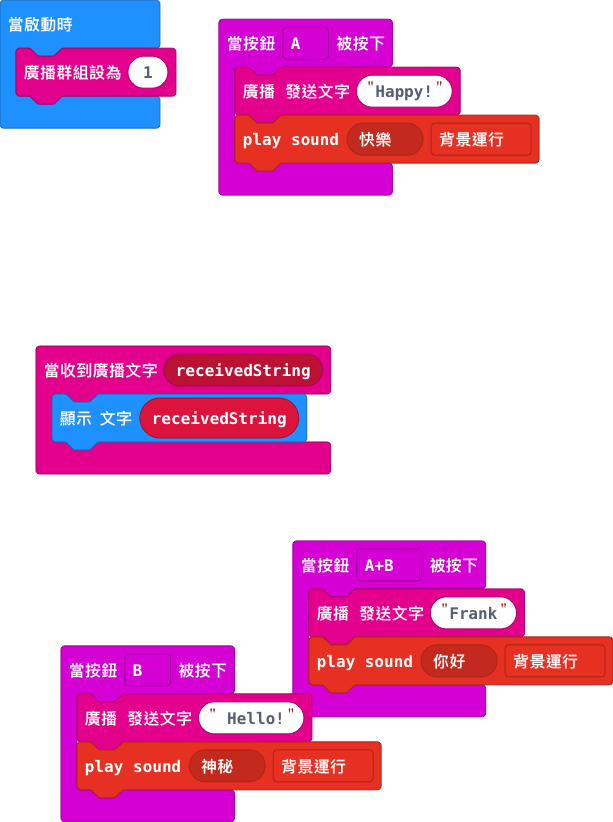 當啟動時
廣播群組設為 1
當按鈕 A 被按下
廣播 發送文字 "Happy!"
play sound 快樂 背景運行
當收到廣播文字 receivedString
顯示 文字 receivedString
當按鈕 A+B 被按下
廣播 發送文字 "Frank"
play sound 你好 背景運行
當按鈕 B 被按下
廣播 發送文字 " Hello!"
play sound 神秘 背景運行